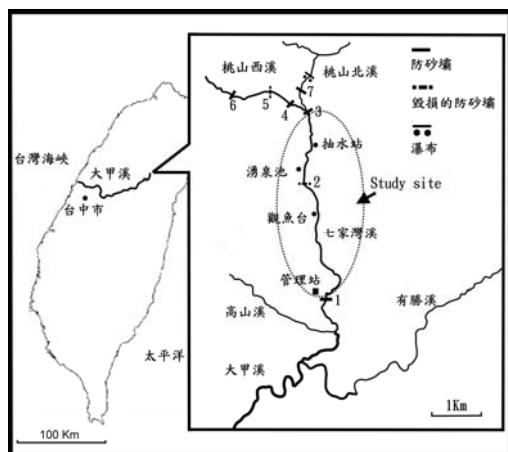 台灣海峽
大甲溪
台中市
太平洋
100 Km
桃山西溪
桃山北溪
7
6
5
4
3
防砂壩
毀損的防砂壩
瀑布
抽水站
湧泉池
2
Study site
觀魚台
七家灣溪
管理站
1
高山溪
有勝溪
大甲溪
1Km